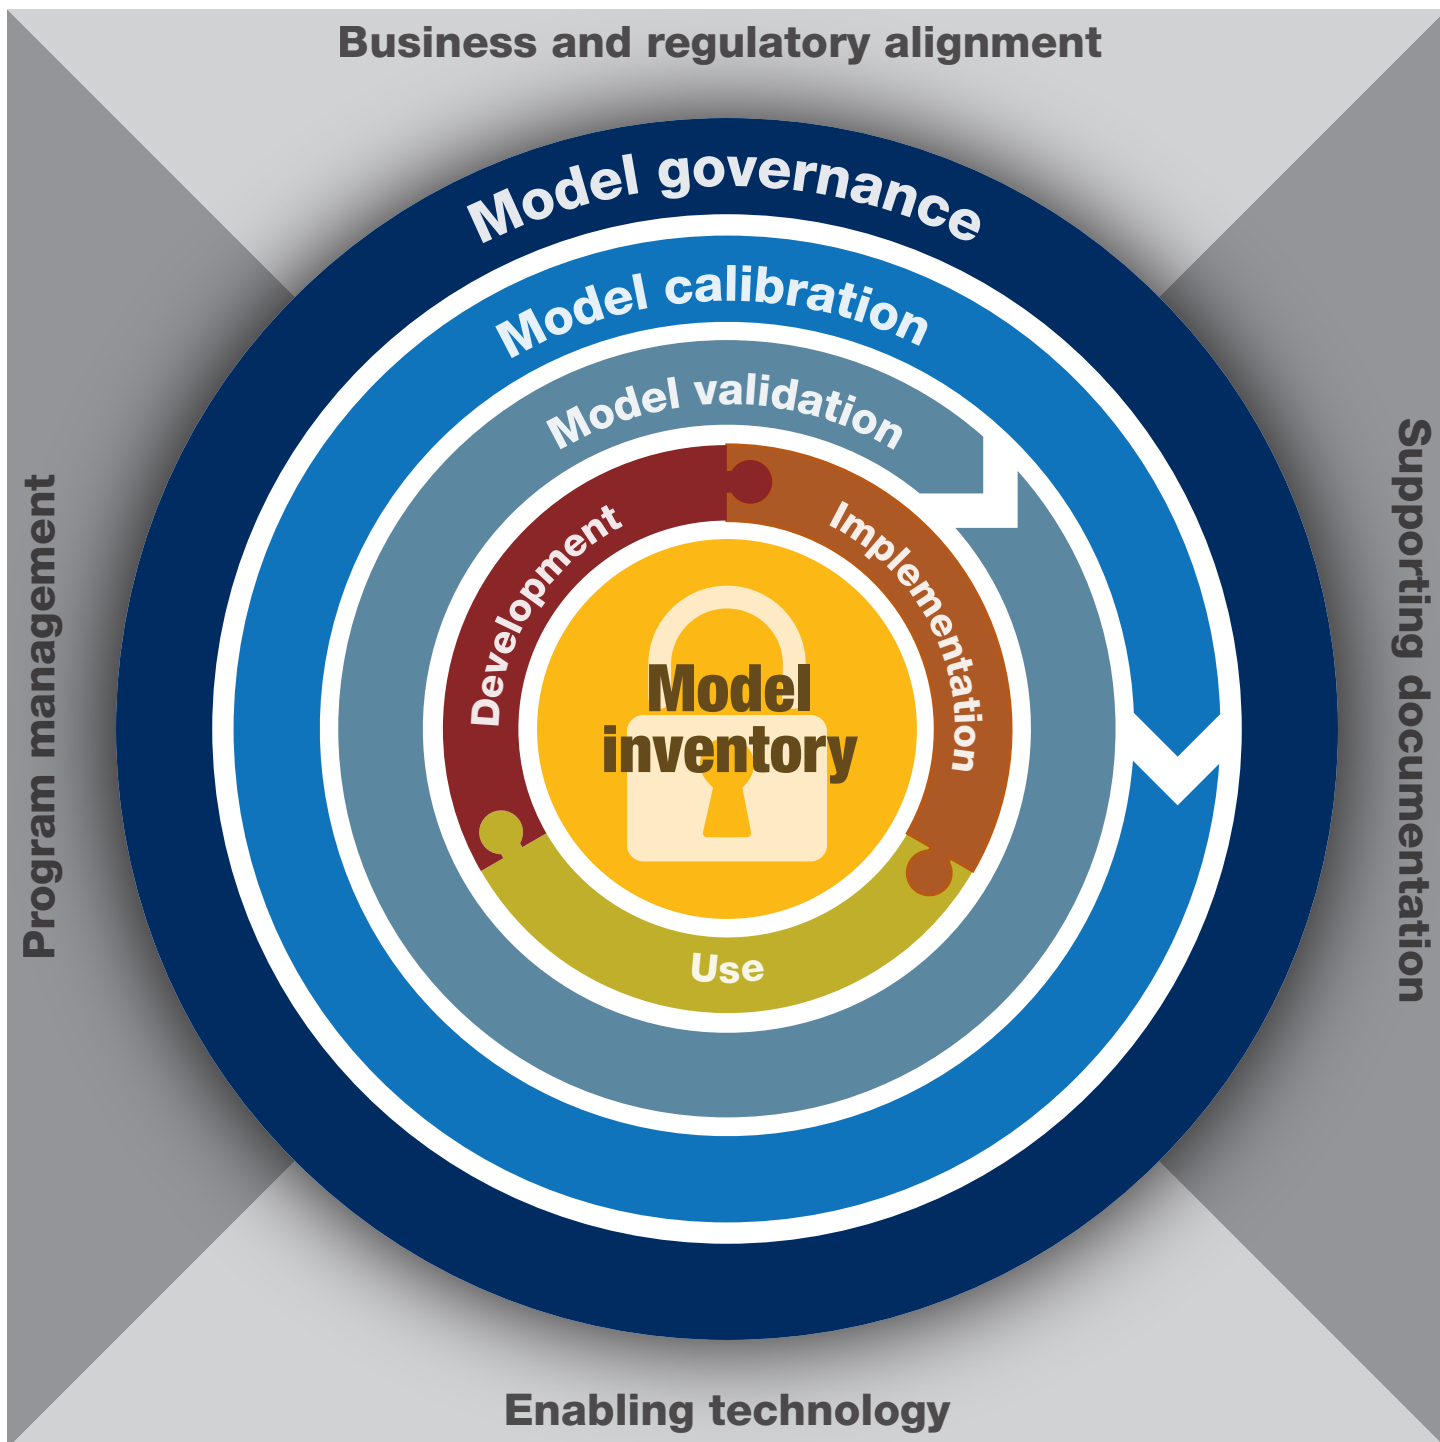 Business and regulatory alignment
Model governance
Model calibration
Model validation
Development
Implementation
Use
Model
inventory
Program management
Supporting documentation
Enabling technology